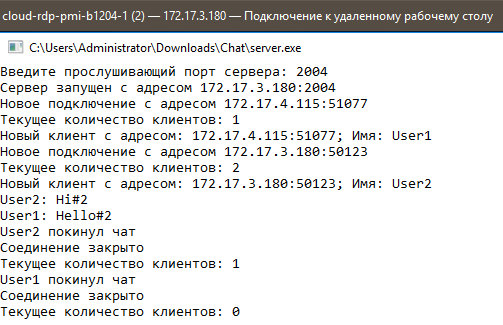 cloud-rdp-pmi-b1204-1 (2) — 172.17.3.180 — Подключение к удаленному рабочему столу
C:\Users\Administrator\Downloads\Chat\server.exe
Введите прослушивающий порт сервера: 2004
Сервер запущен с адресом 172.17.3.180:2004
Новое подключение с адресом 172.17.4.115:51077
Текущее количество клиентов: 1
Новый клиент с адресом: 172.17.4.115:51077; Имя: User1
Новое подключение с адресом 172.17.3.180:50123
Текущее количество клиентов: 2
Новый клиент с адресом: 172.17.3.180:50123; Имя: User2
User2: Hi#2
User1: Hello#2
User2 покинул чат
Соединение закрыто
Текущее количество клиентов: 1
User1 покинул чат
Соединение закрыто
Текущее количество клиентов: 0